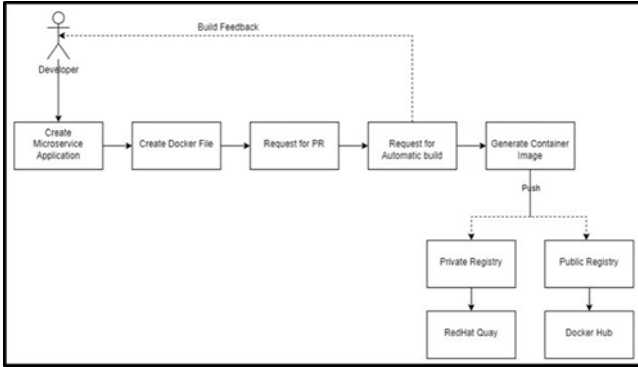 Build Feedback
Developer
Create
Microservice
Application
Create Docker File
Request for PR
Request for
Automatic build
Generate Container
Image
Push
Private Registry
Public Registry
RedHat Quay
Docker Hub